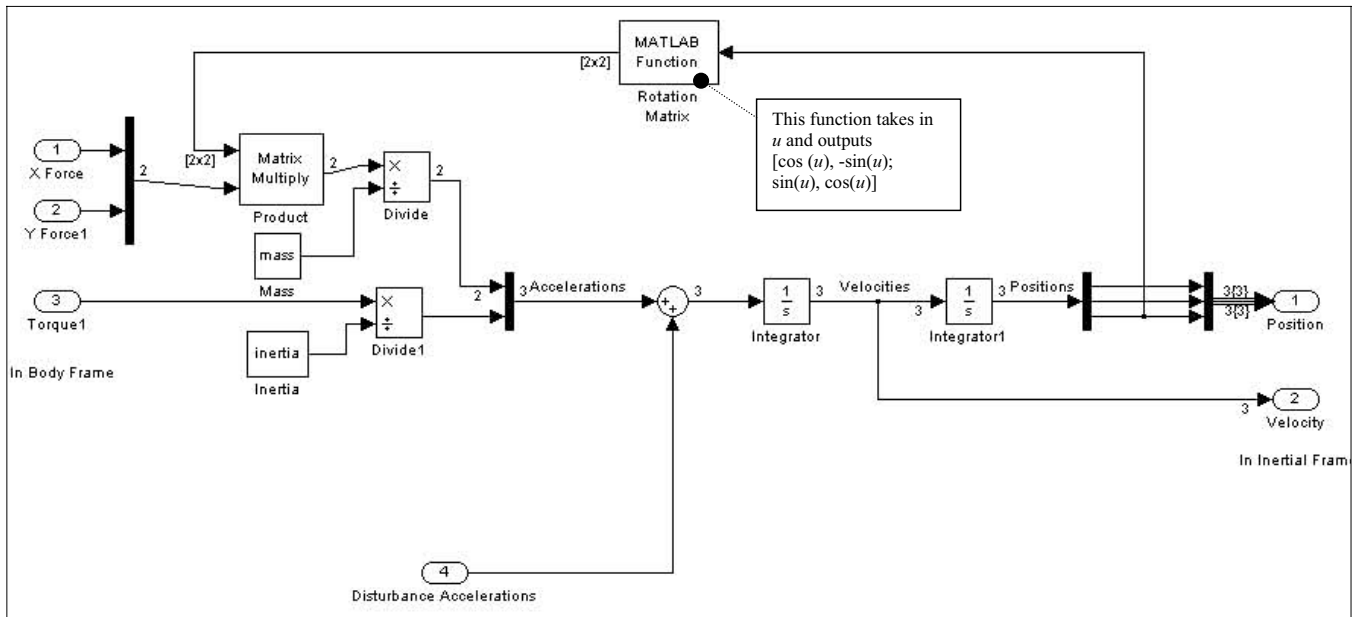 MATLAB
Function
[2x2]
Rotation
Matrix
This function takes in
u and outputs
[cos (u), -sin(u);
sin(u), cos(u)]
1
X Force
2
[2x2]
Matrix
Multiply
Product
2
×
÷
Divide
2
2
Y Force1
mass
Mass
3
Torque1
×
÷
Divide1
inertia
Inertia
In Body Frame
2
3
Accelerations
+
+
3
1
s
Integrator
3
Velocities
3
1
s
Integrator1
3
Positions
3{3}
3{3}
1
Position
3
2
Velocity
In Inertial Frame
4
Disturbance Accelerations